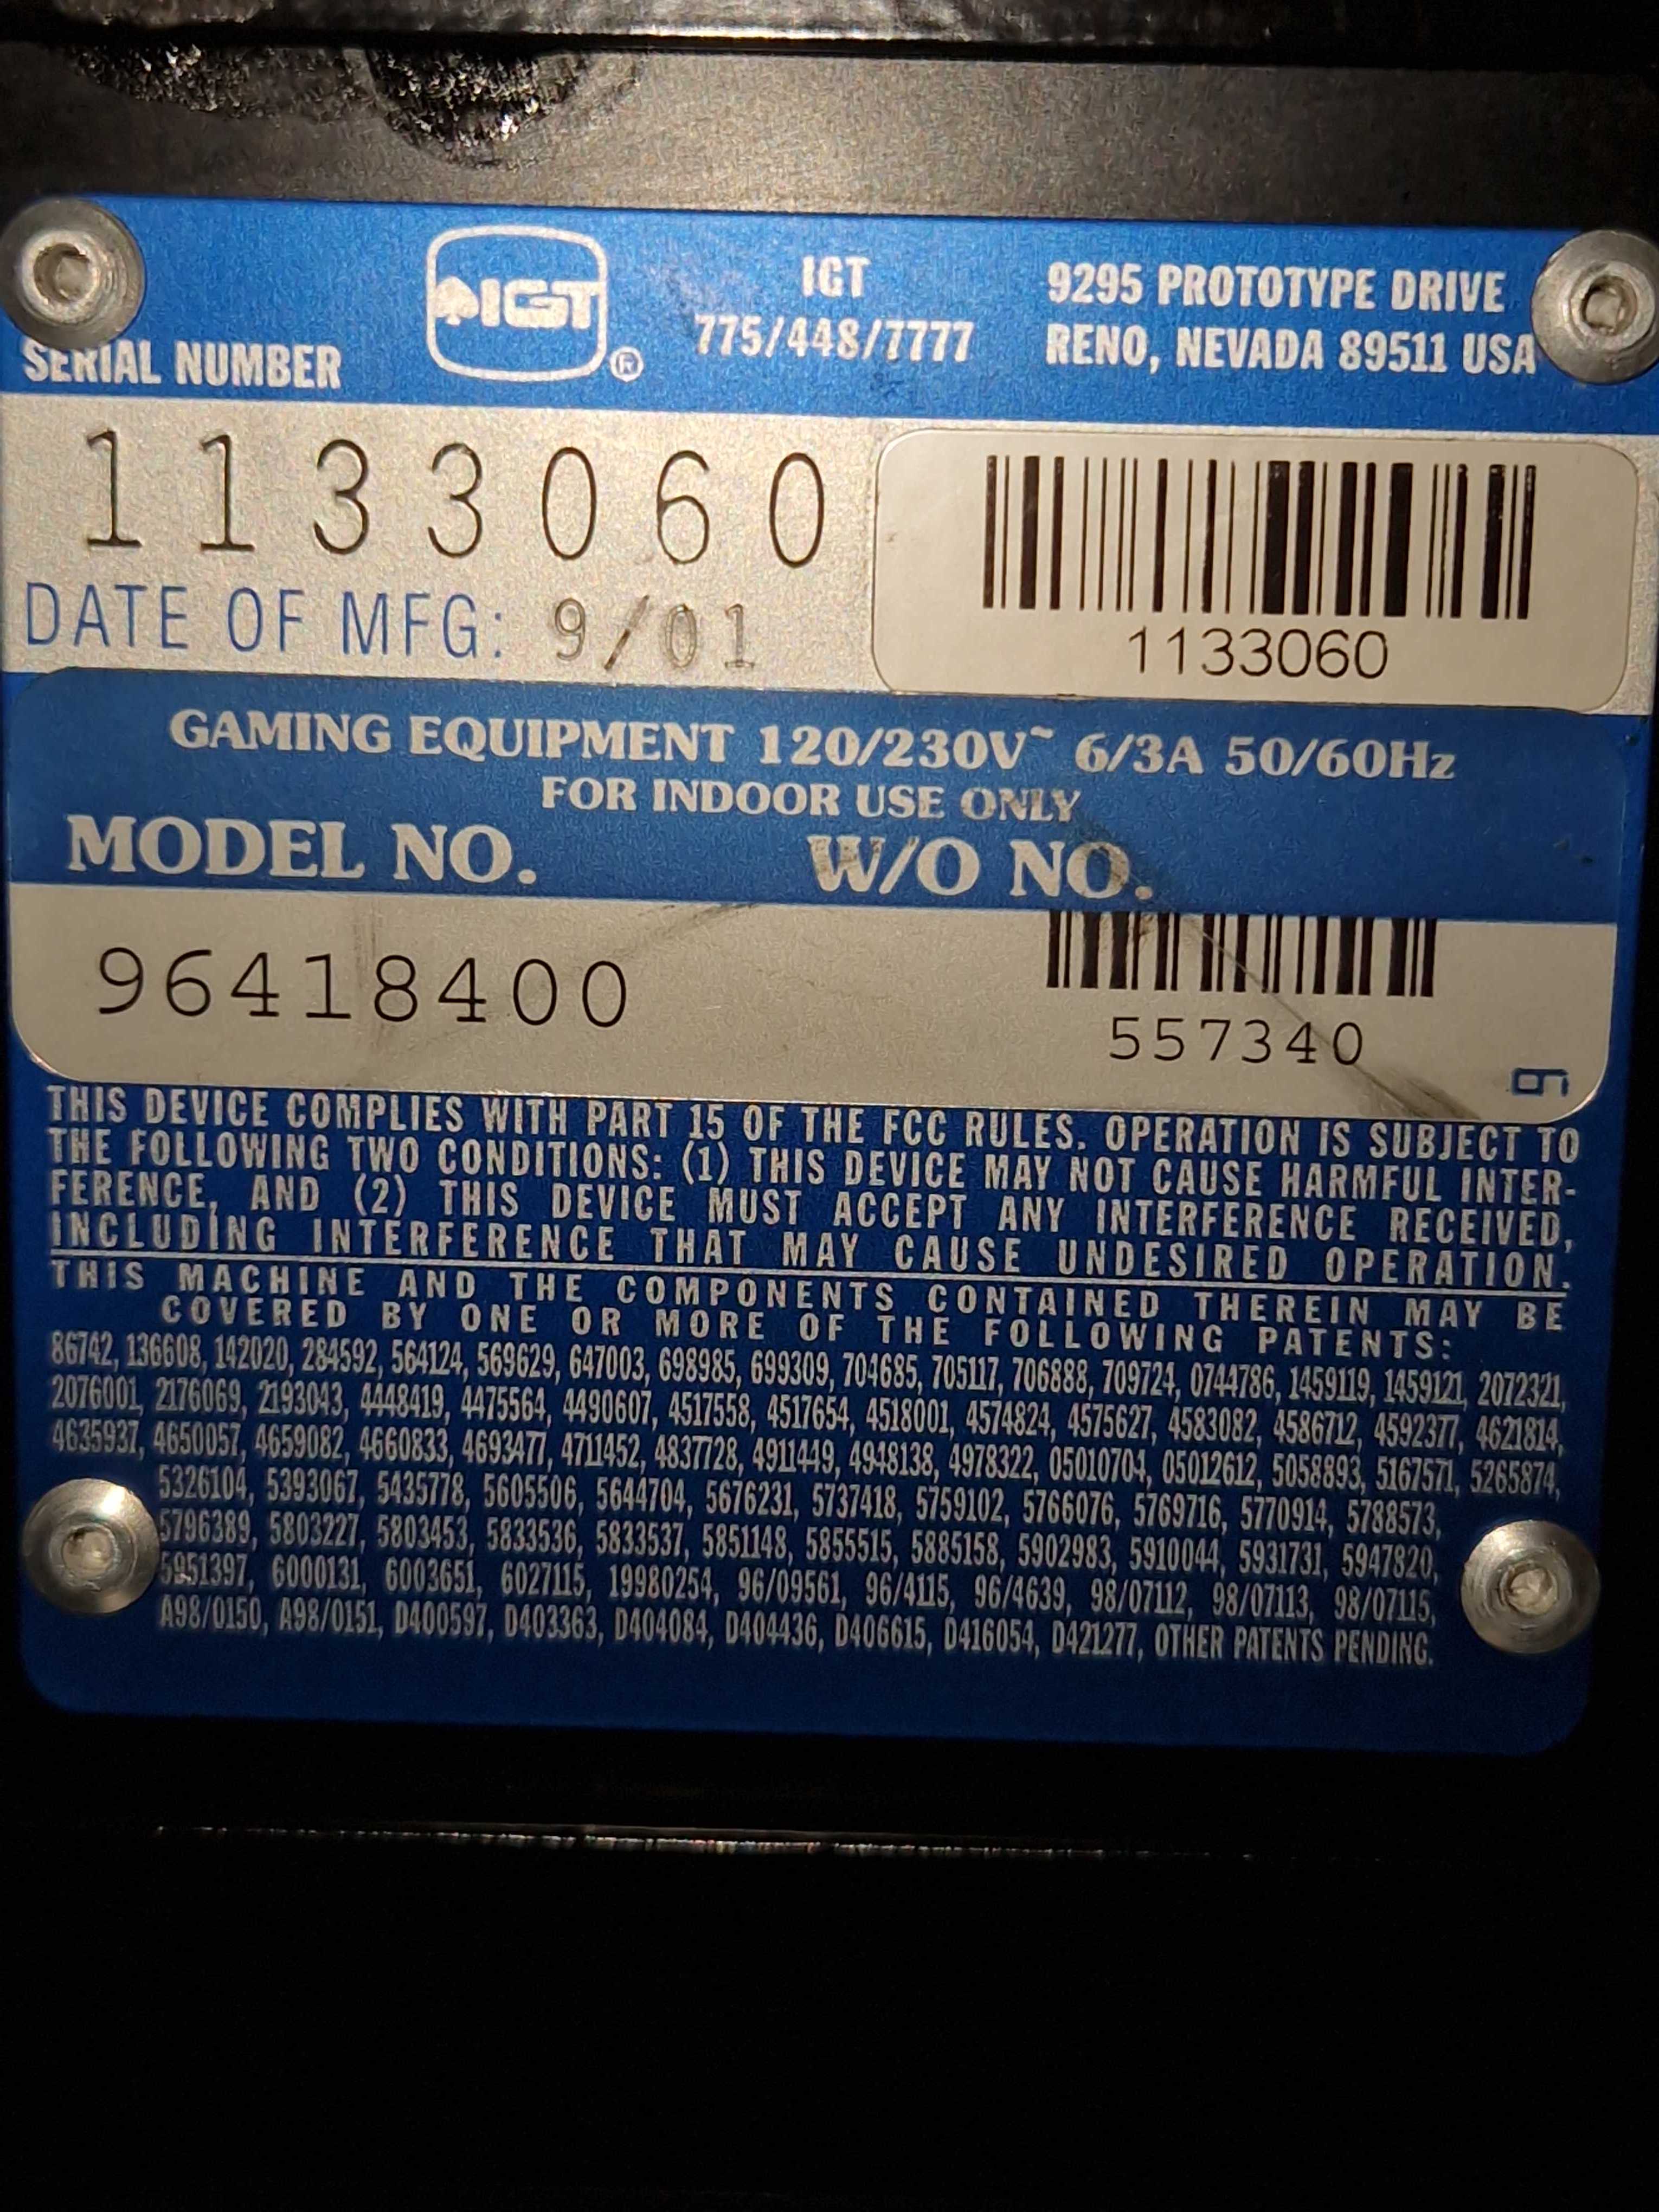 IGT
®
IGT
775/448/7777
9295 PROTOTYPE DRIVE
RENO, NEVADA 89511 USA
SERIAL NUMBER
1133060
DATE OF MFG: 9/01
1133060
GAMING EQUIPMENT 120/230V~ 6/3A 50/60Hz
FOR INDOOR USE ONLY
MODEL NO. W/O NO.
96418400
557340
6
THIS DEVICE COMPLIES WITH PART 15 OF THE FCC RULES. OPERATION IS SUBJECT TO
THE FOLLOWING TWO CONDITIONS: (1) THIS DEVICE MAY NOT CAUSE HARMFUL INTER-
FERENCE, AND (2) THIS DEVICE MUST ACCEPT ANY INTERFERENCE RECEIVED,
INCLUDING INTERFERENCE THAT MAY CAUSE UNDESIRED OPERATION.
THIS MACHINE AND THE COMPONENTS CONTAINED THEREIN MAY BE
COVERED BY ONE OR MORE OF THE FOLLOWING PATENTS:
86742, 136608, 142020, 284592, 564124, 569629, 647003, 698985, 699309, 704685, 705117, 706888, 709724, 0744786, 1459119, 1459121, 2072321,
2076001, 2176069, 2193043, 4448419, 4475564, 4490607, 4517558, 4517654, 4518001, 4574824, 4575627, 4583082, 4586712, 4592377, 4621814,
4635937, 4650057, 4659082, 4660833, 4693477, 4711452, 4837728, 4911449, 4948138, 4978322, 05010704, 05012612, 5058893, 5167571, 5265874,
5326104, 5393067, 5435778, 5605506, 5644704, 5676231, 5737418, 5759102, 5766076, 5769716, 5770914, 5788573,
5796389, 5803227, 5803453, 5833536, 5833537, 5851148, 5855515, 5885158, 5902983, 5910044, 5931731, 5947820,
5951397, 6000131, 6003651, 6027115, 19980254, 96/09561, 96/4115, 96/4639, 98/07112, 98/07113, 98/07115,
A98/0150, A98/0151, D400597, D403363, D404084, D404436, D406615, D416054, D421277, OTHER PATENTS PENDING.